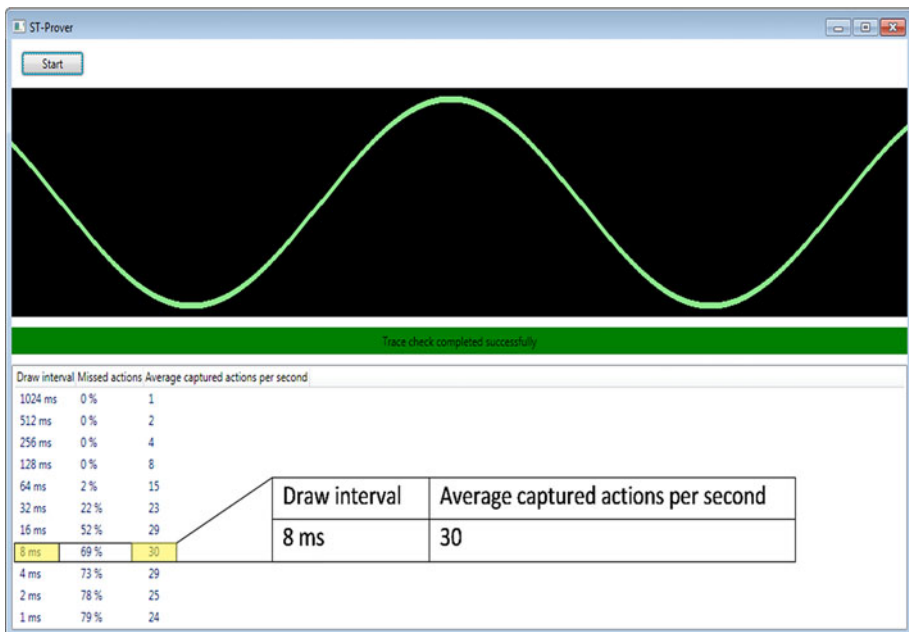 ST-Prover
Start
Trace check completed successfully
Draw interval Missed actions Average captured actions per second
1024 ms 0 % 1
512 ms 0 % 2
256 ms 0 % 4
128 ms 0 % 8
64 ms 2 % 15
32 ms 22 % 23
16 ms 52 % 29
8 ms 69 % 30
4 ms 73 % 29
2 ms 78 % 25
1 ms 79 % 24
Draw interval Average captured actions per second
8 ms 30